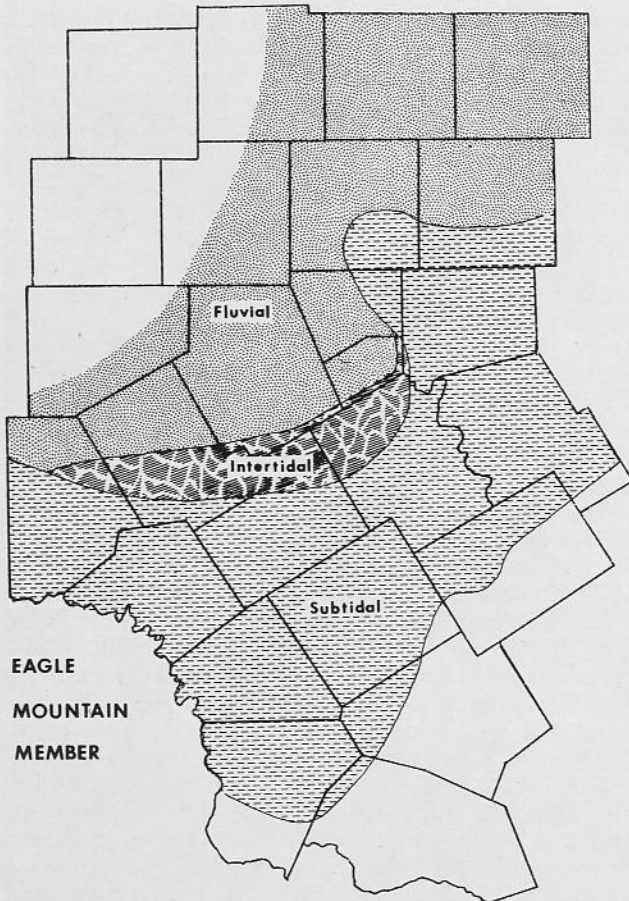 Fluvial
Intertidal
Subtidal
EAGLE
MOUNTAIN
MEMBER